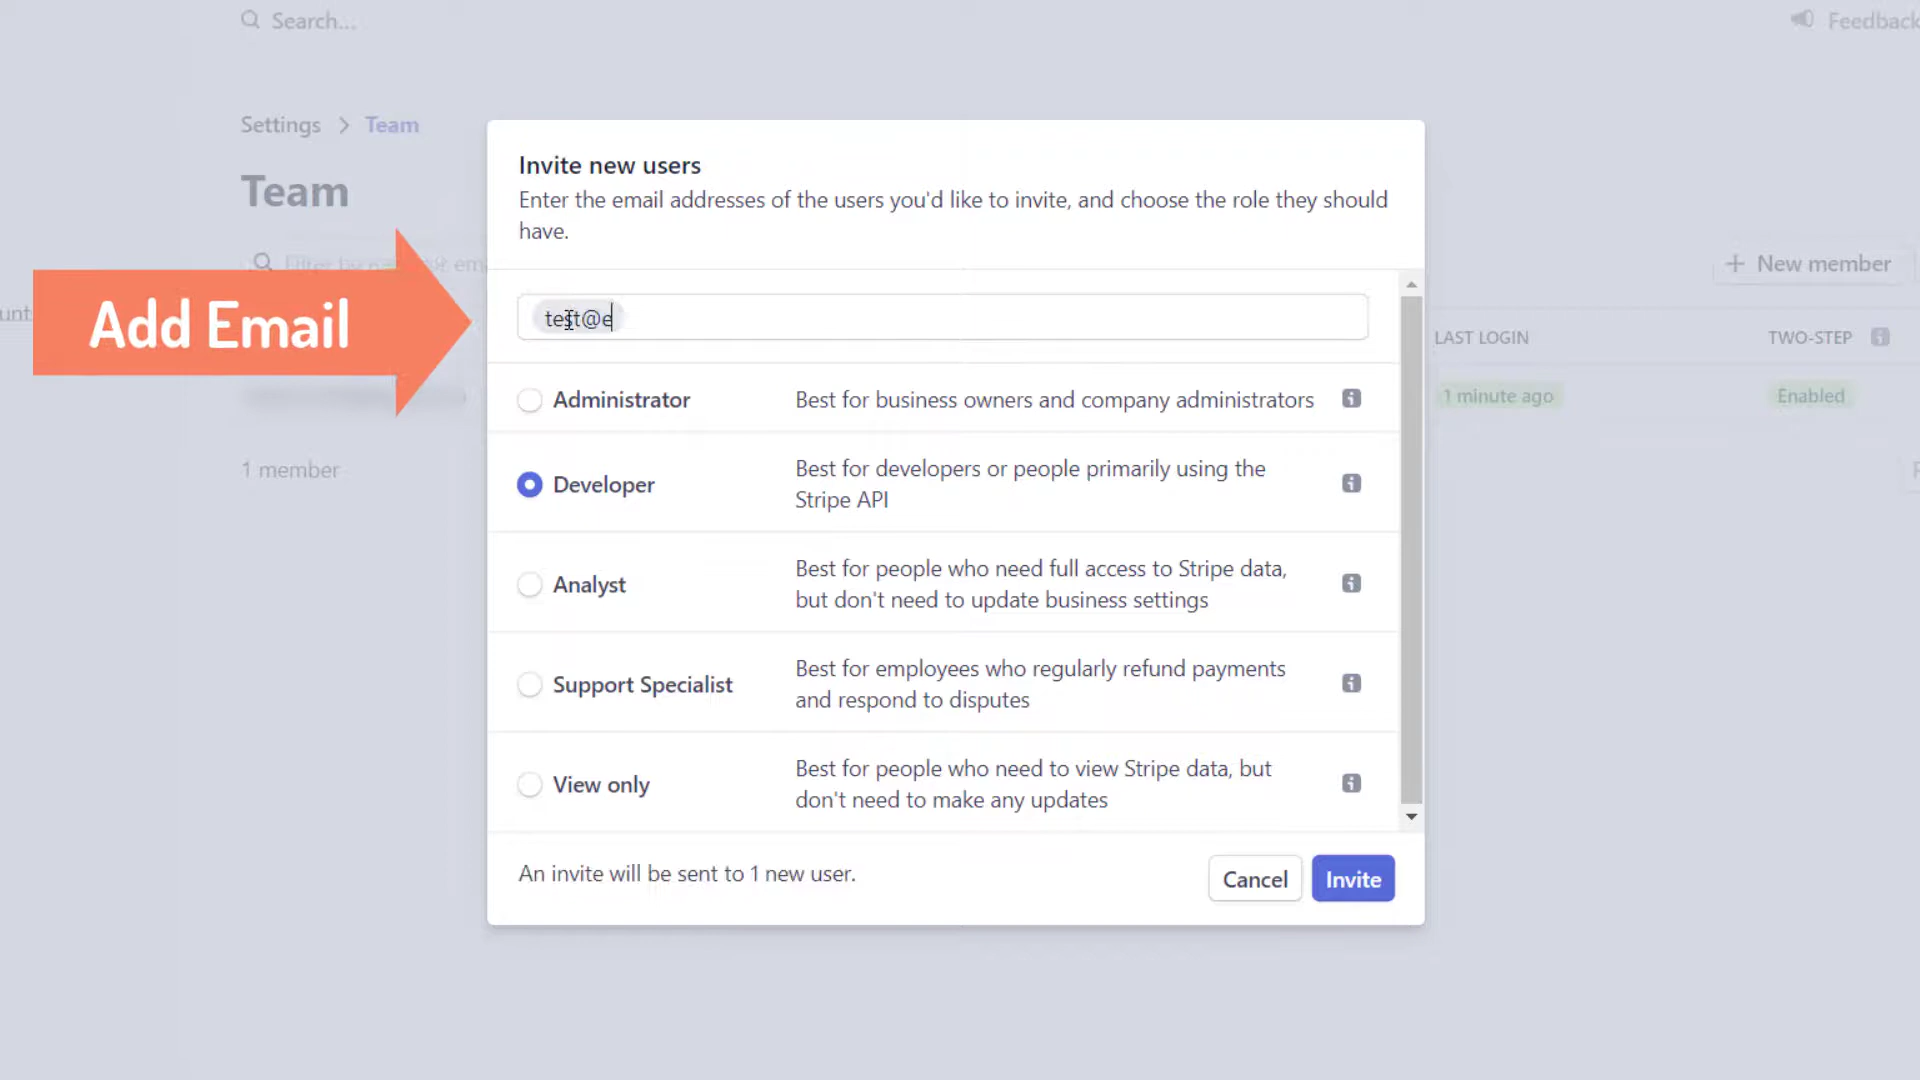 Search...
Feedback
Settings > Team
Team
New member
Add Email
LAST LOGIN
TWO-STEP
1 minute ago
Enabled
1 member
Invite new users
Enter the email addresses of the users you'd like to invite, and choose the role they should
have.
test@e
Administrator
Best for business owners and company administrators
Developer
Best for developers or people primarily using the
Stripe API
Analyst
Best for people who need full access to Stripe data,
but don't need to update business settings
Support Specialist
Best for employees who regularly refund payments
and respond to disputes
View only
Best for people who need to view Stripe data, but
don't need to make any updates
An invite will be sent to 1 new user.
Cancel
Invite